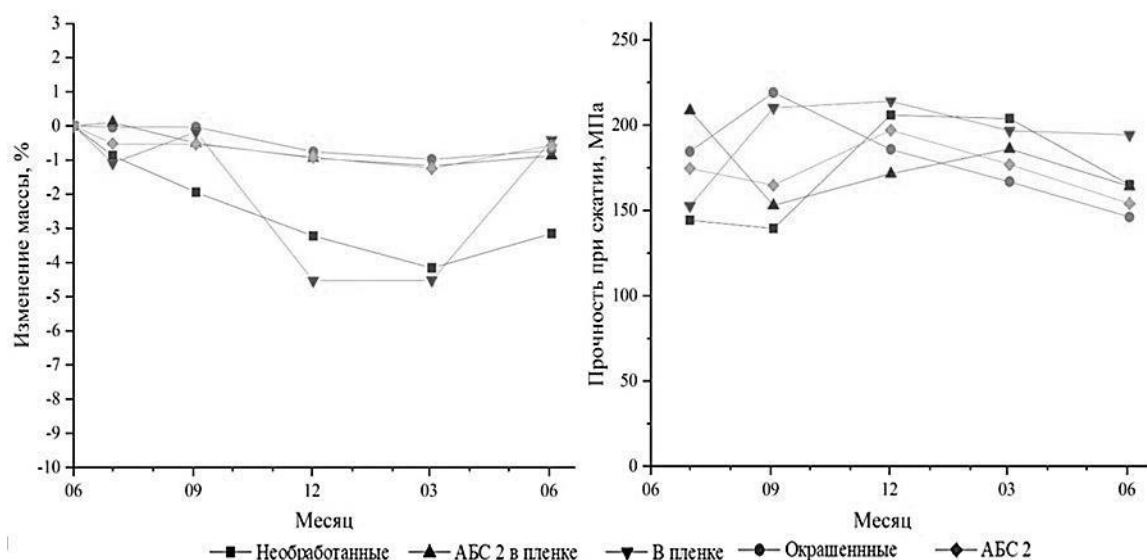 Изменение массы, %
3
2
1
0
-1
-2
-3
-4
-5
-6
-7
-8
-9
-10
06 09 12 03 06
Месяц
Прочность при сжатии, МПа
250
200
150
100
50
0
06 09 12 03 06
Месяц
Необработанные АБС 2 в пленке В пленке Окрашеннные АБС 2